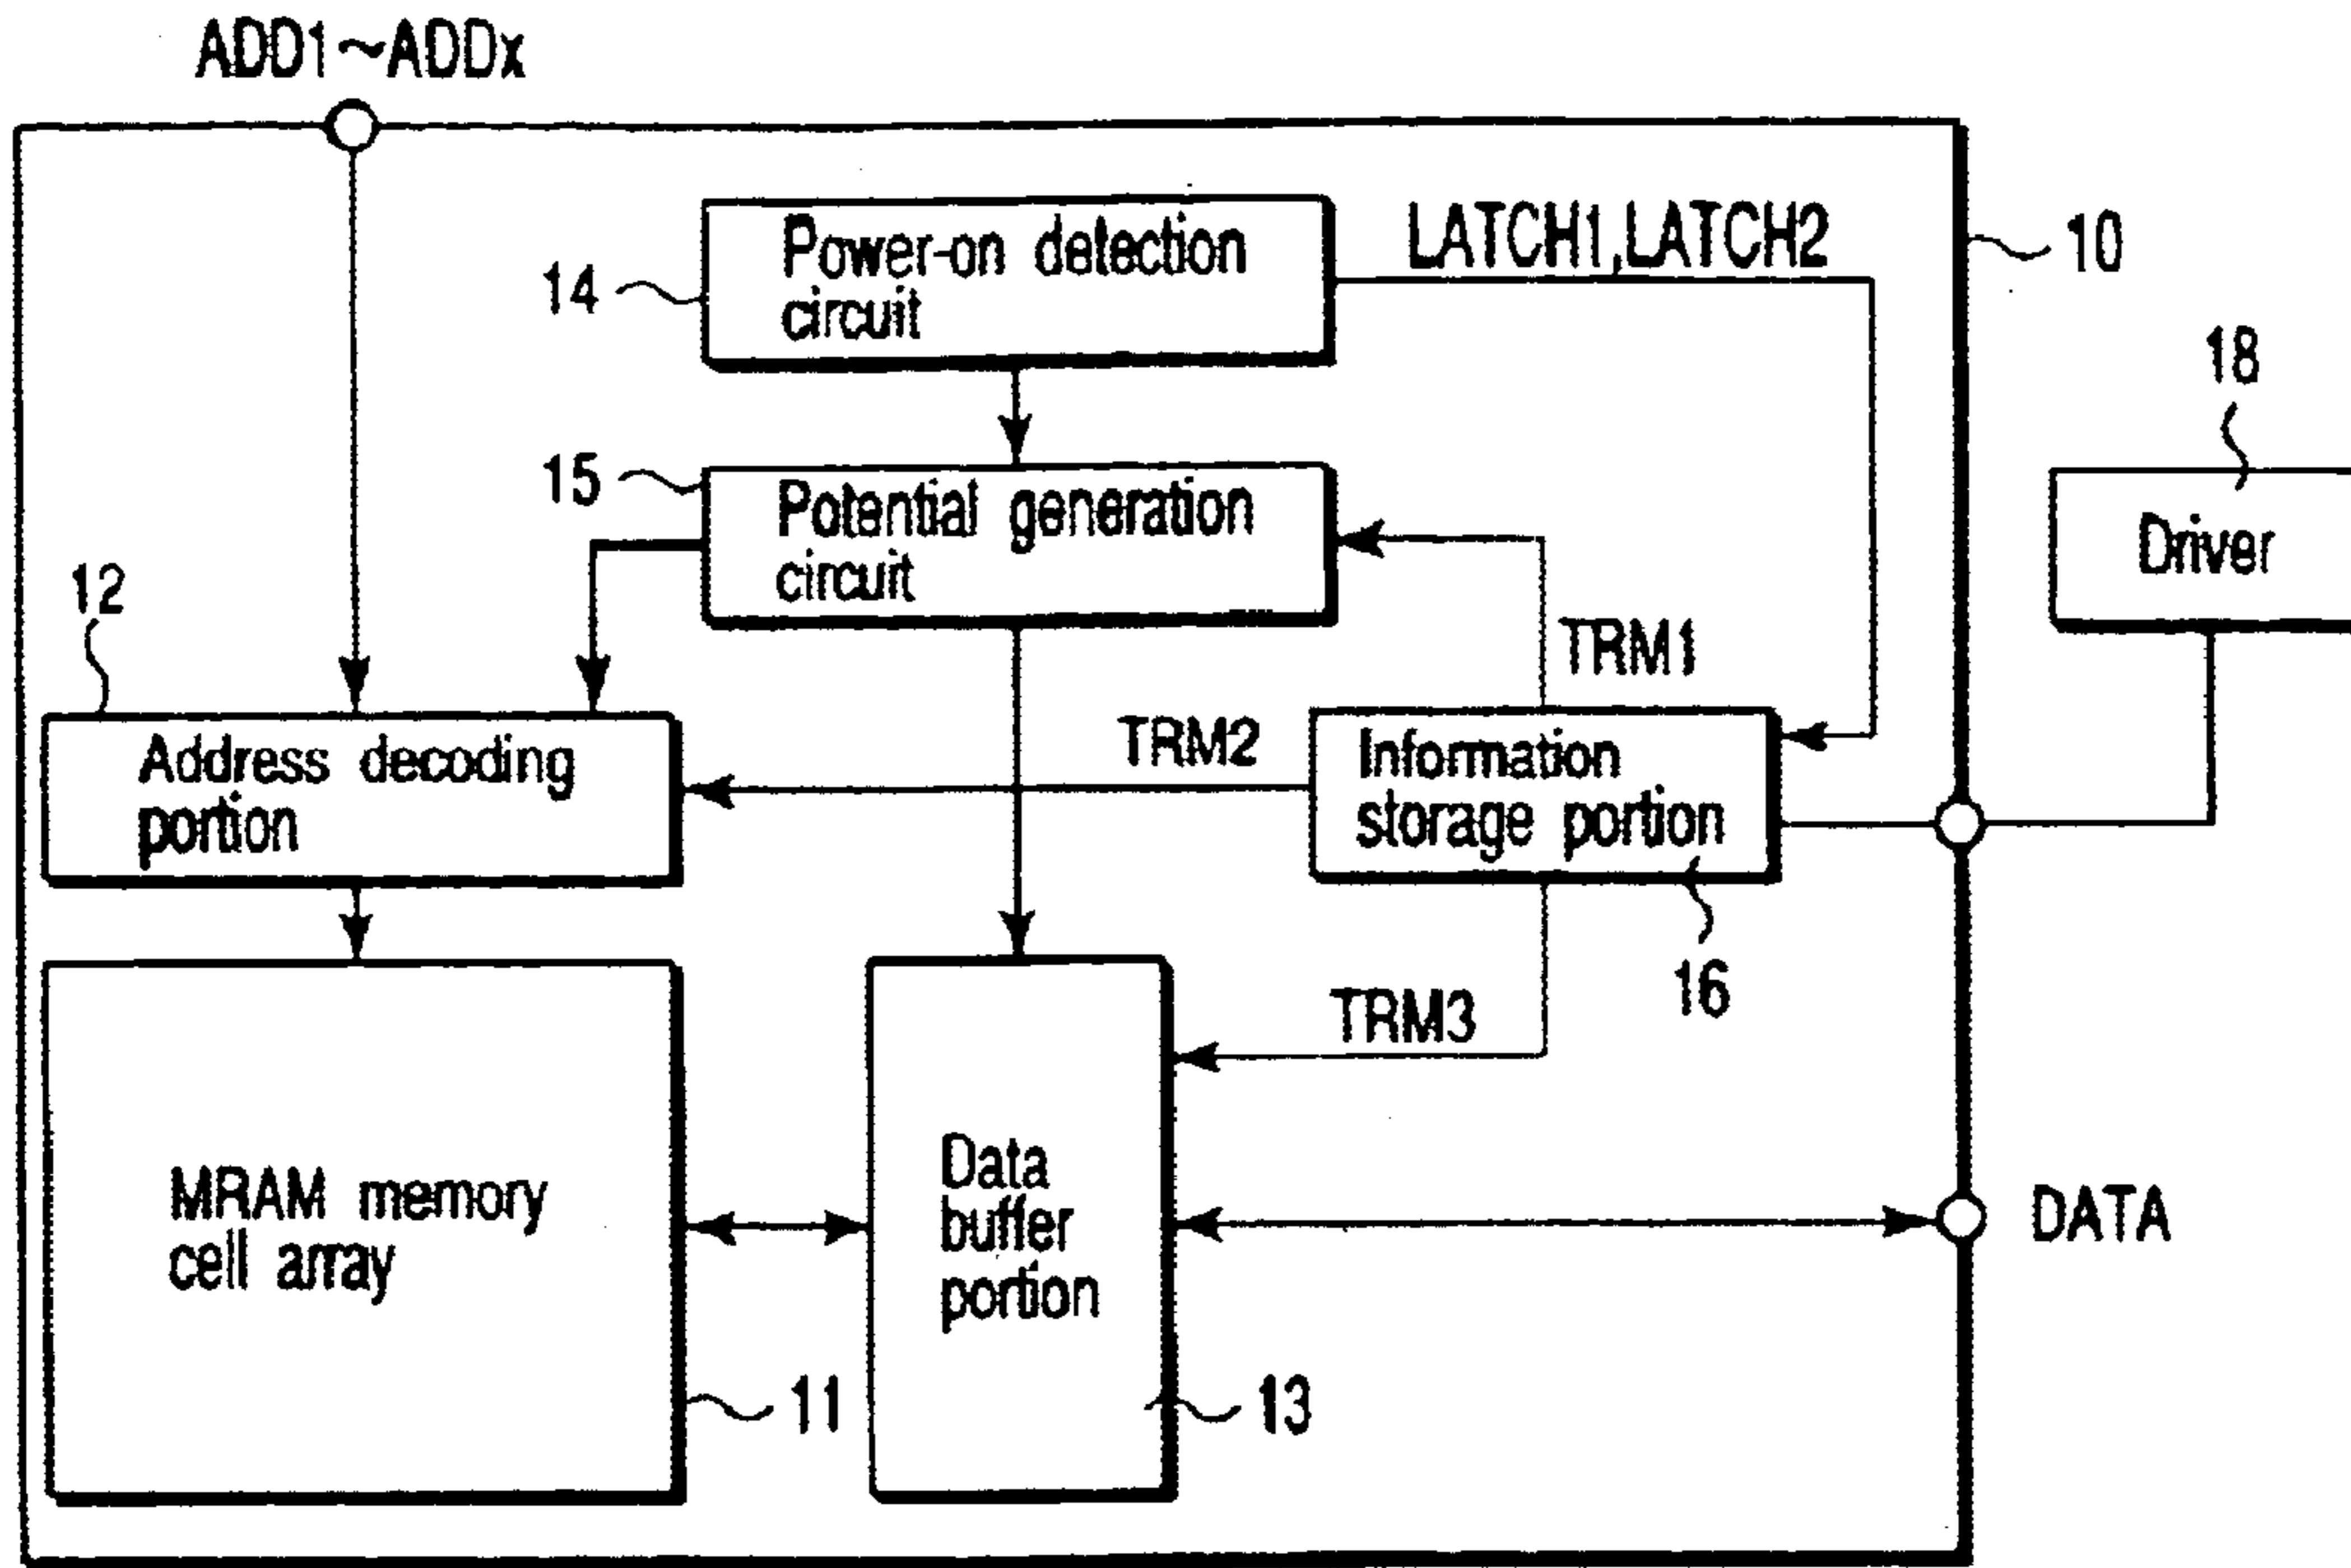 ADD1~ADDx
Power-on detection
circuit
LATCH1,LATCH2
10
14
18
15
Potential generation
circuit
Driver
12
TRM1
TRM2
Address decoding
portion
Information
storage portion
16
TRM3
MRAM memory
cell array
Data
buffer
portion
DATA
11
13